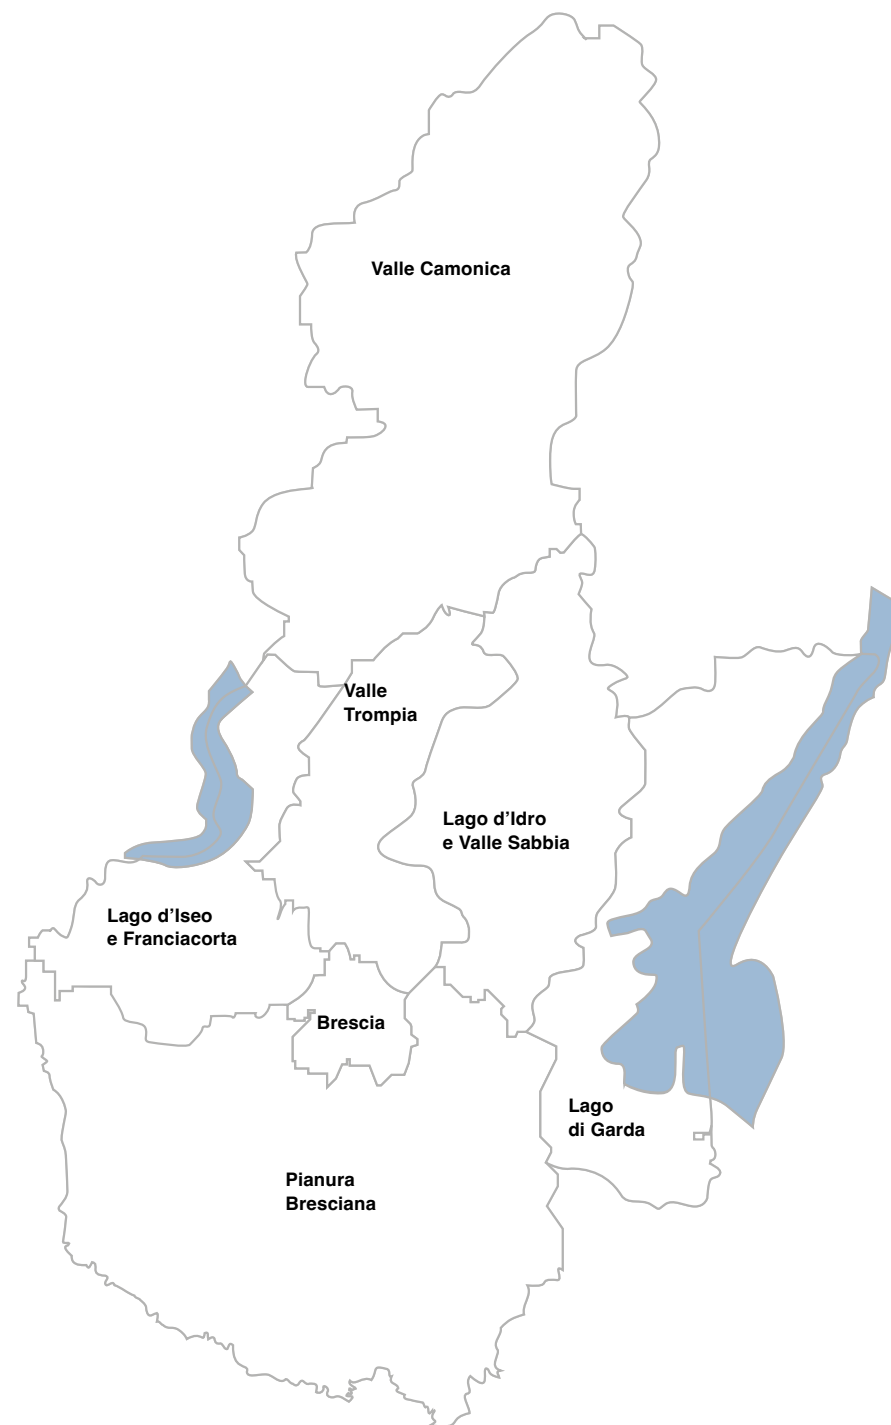 Valle Camonica
Valle
Trompia
Lago d’Idro
e Valle Sabbia
Lago d’Iseo
e Franciacorta
Brescia
Lago
di Garda
Pianura
Bresciana